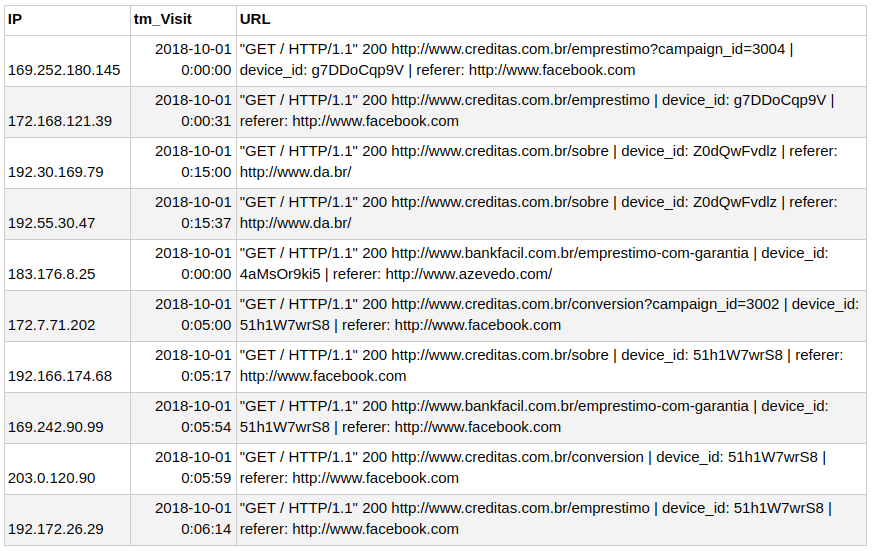 IP tm_Visit URL
2018-10-01 "GET / HTTP/1.1" 200 http://www.creditas.com.br/emprestimo?campaign_id=3004 |
169.252.180.145 0:00:00 device_id: g7DDoCqp9V | referer: http://www.facebook.com
2018-10-01 "GET / HTTP/1.1" 200 http://www.creditas.com.br/emprestimo | device_id: g7DDoCqp9V |
172.168.121.39 0:00:31 referer: http://www.facebook.com
2018-10-01 "GET / HTTP/1.1" 200 http://www.creditas.com.br/sobre | device_id: Z0dQwFvdlz | referer:
192.30.169.79 0:15:00 http://www.da.br/
2018-10-01 "GET / HTTP/1.1" 200 http://www.creditas.com.br/sobre | device_id: Z0dQwFvdlz | referer:
192.55.30.47 0:15:37 http://www.da.br/
2018-10-01 "GET / HTTP/1.1" 200 http://www.bankfacil.com.br/emprestimo-com-garantia | device_id:
183.176.8.25 0:00:00 4aMsOr9ki5 | referer: http://www.azevedo.com/
2018-10-01 "GET / HTTP/1.1" 200 http://www.creditas.com.br/conversion?campaign_id=3002 | device_id:
172.7.71.202 0:05:00 51h1W7wrS8 | referer: http://www.facebook.com
2018-10-01 "GET / HTTP/1.1" 200 http://www.creditas.com.br/sobre | device_id: 51h1W7wrS8 | referer:
192.166.174.68 0:05:17 http://www.facebook.com
2018-10-01 "GET / HTTP/1.1" 200 http://www.bankfacil.com.br/emprestimo-com-garantia | device_id:
169.242.90.99 0:05:54 51h1W7wrS8 | referer: http://www.facebook.com
2018-10-01 "GET / HTTP/1.1" 200 http://www.creditas.com.br/conversion | device_id: 51h1W7wrS8 |
203.0.120.90 0:05:59 referer: http://www.facebook.com
2018-10-01 "GET / HTTP/1.1" 200 http://www.creditas.com.br/emprestimo | device_id: 51h1W7wrS8 |
192.172.26.29 0:06:14 referer: http://www.facebook.com